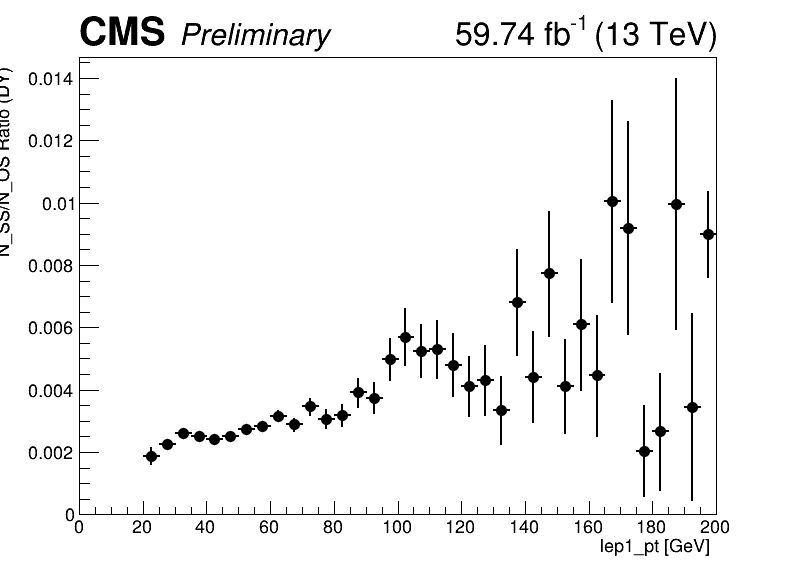 CMS Preliminary 59.74 fb⁻¹ (13 TeV)
N_SS/N_OS Ratio (DY)
0.014
0.012
0.01
0.008
0.006
0.004
0.002
0
0 20 40 60 80 100 120 140 160 180 200
lep1_pt [GeV]